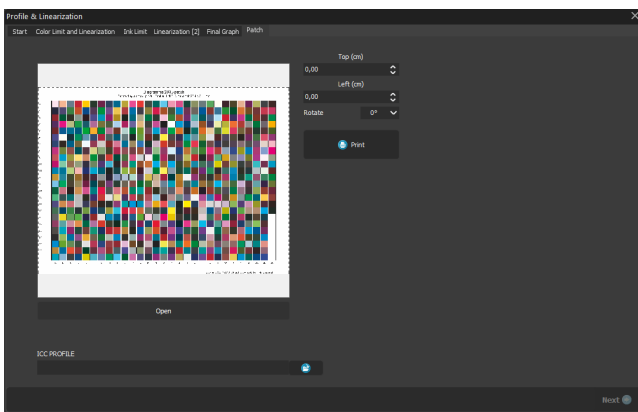 Profile & Linearization
Start Color Limit and Linearization Ink Limit Linearization [2] Final Graph Patch
Top (cm)
0,00
Left (cm)
0,00
Rotate 0°
Print
Open
ICC PROFILE
Next